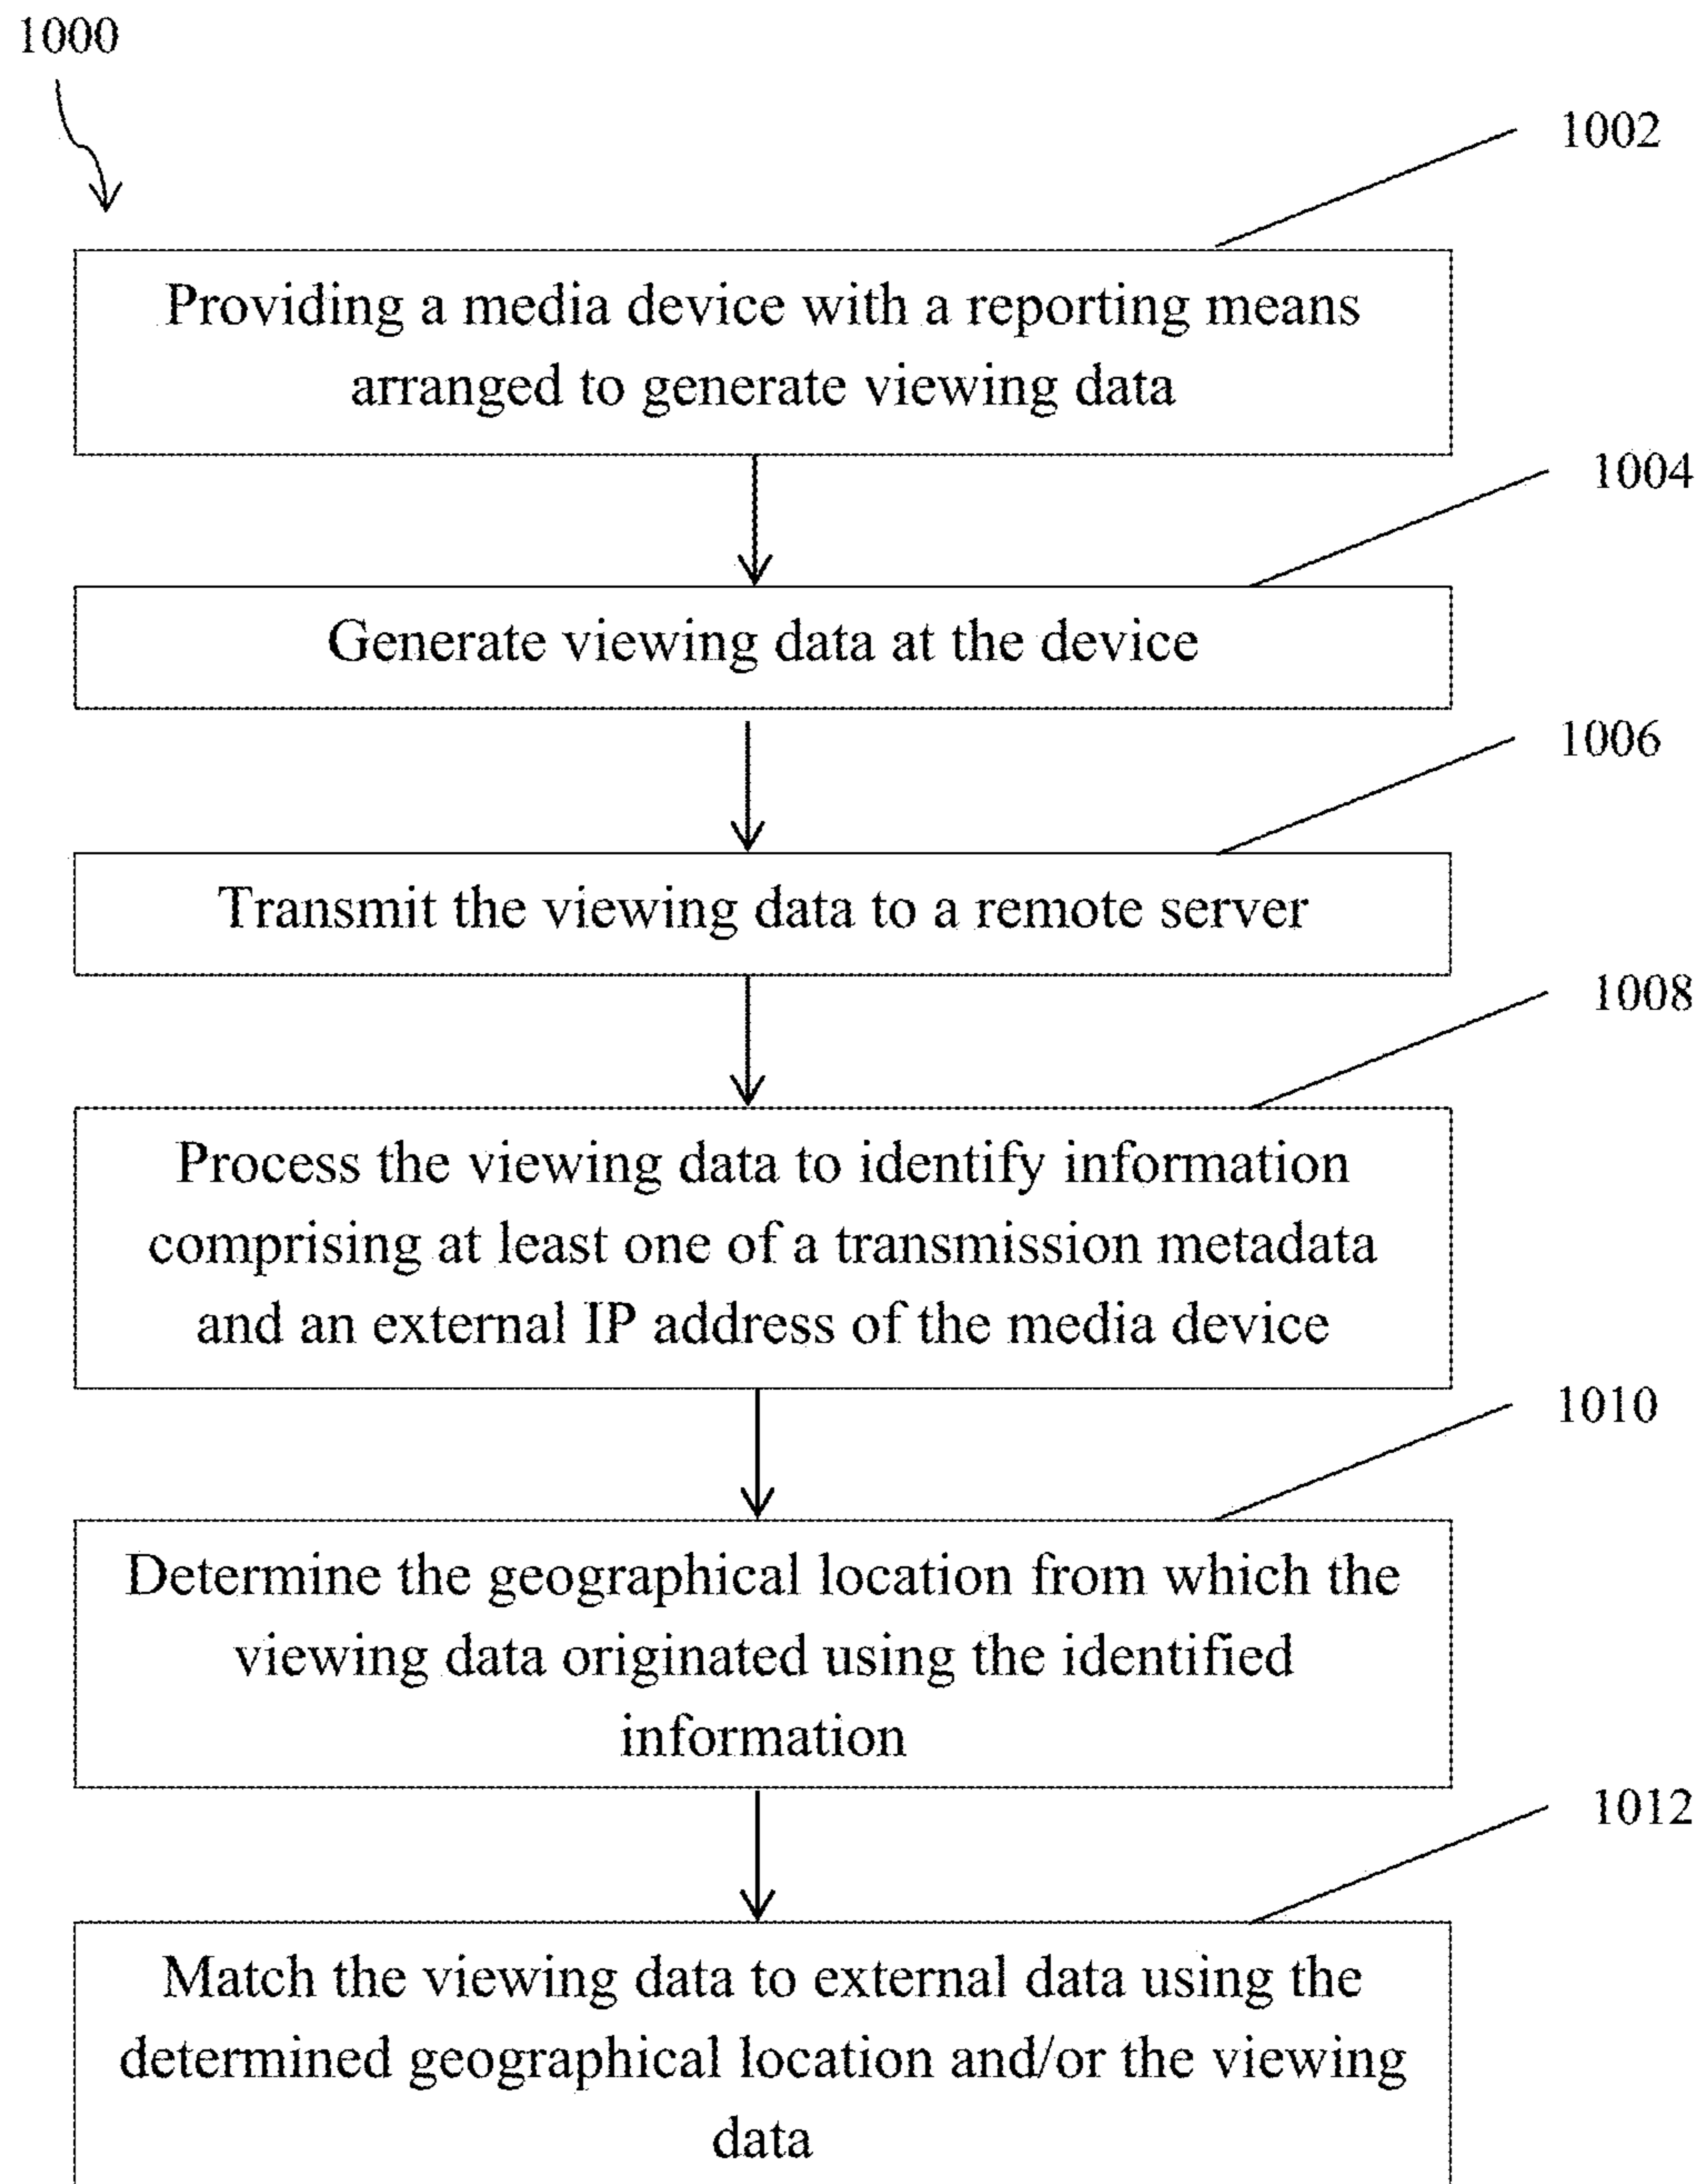 1000
1002
Providing a media device with a reporting means
arranged to generate viewing data
1004
Generate viewing data at the device
1006
Transmit the viewing data to a remote server
1008
Process the viewing data to identify information
comprising at least one of a transmission metadata
and an external IP address of the media device
1010
Determine the geographical location from which the
viewing data originated using the identified
information
1012
Match the viewing data to external data using the
determined geographical location and/or the viewing
data